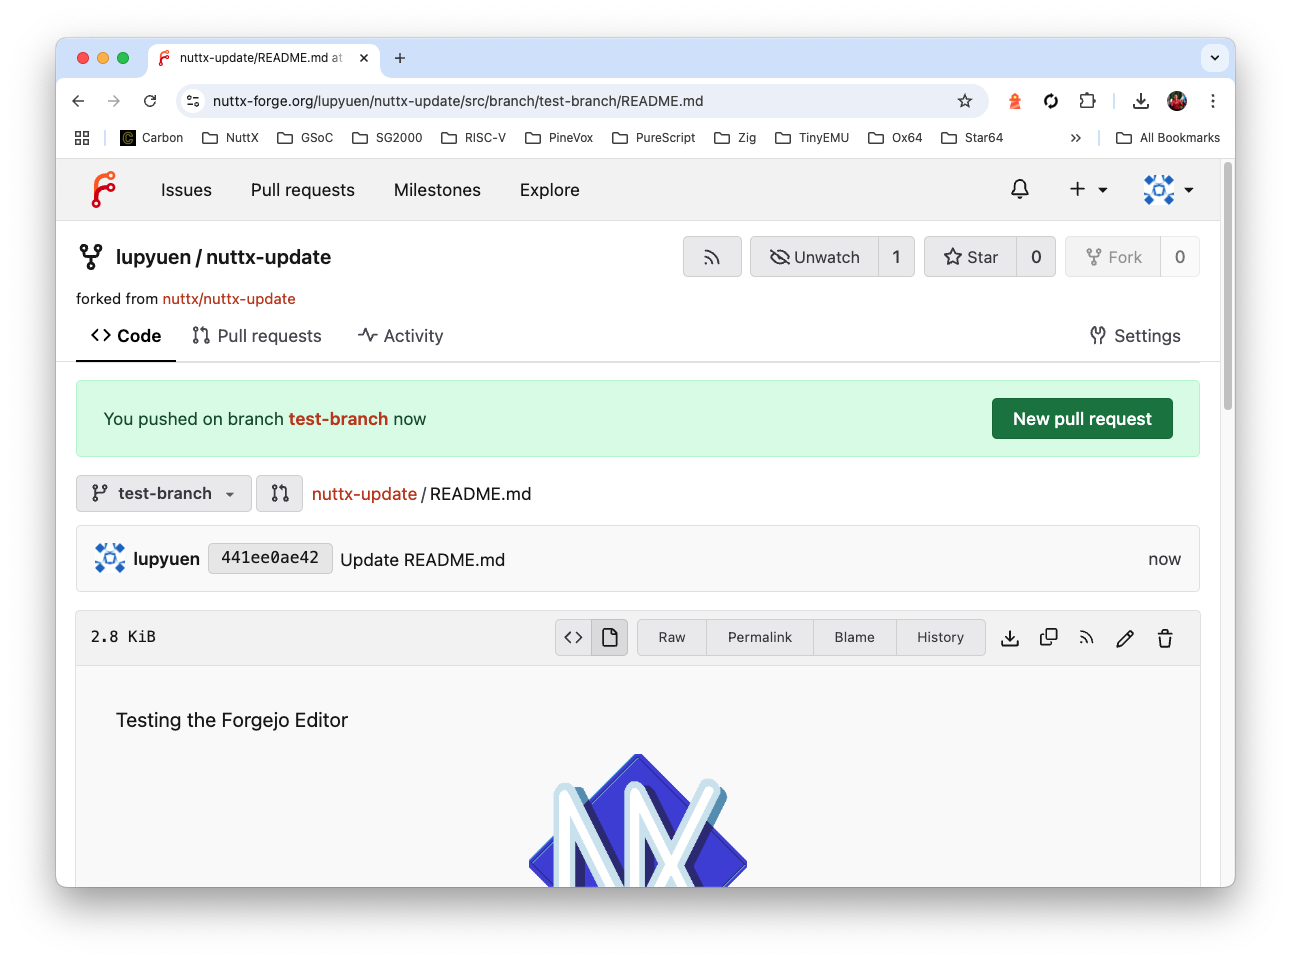 nuttx-update/README.md at
nuttx-forge.org/lupyuen/nuttx-update/src/branch/test-branch/README.md
Carbon NuttX GSoC SG2000 RISC-V PineVox PureScript Zig TinyEMU Ox64 Star64 » All Bookmarks
Issues Pull requests Milestones Explore
lupyuen / nuttx-update Unwatch 1 Star 0 Fork 0
forked from nuttx/nuttx-update
Code Pull requests Activity Settings
You pushed on branch test-branch now New pull request
test-branch nuttx-update / README.md
lupyuen 441ee0ae42 Update README.md now
2.8 KiB Raw Permalink Blame History
Testing the Forgejo Editor
NX